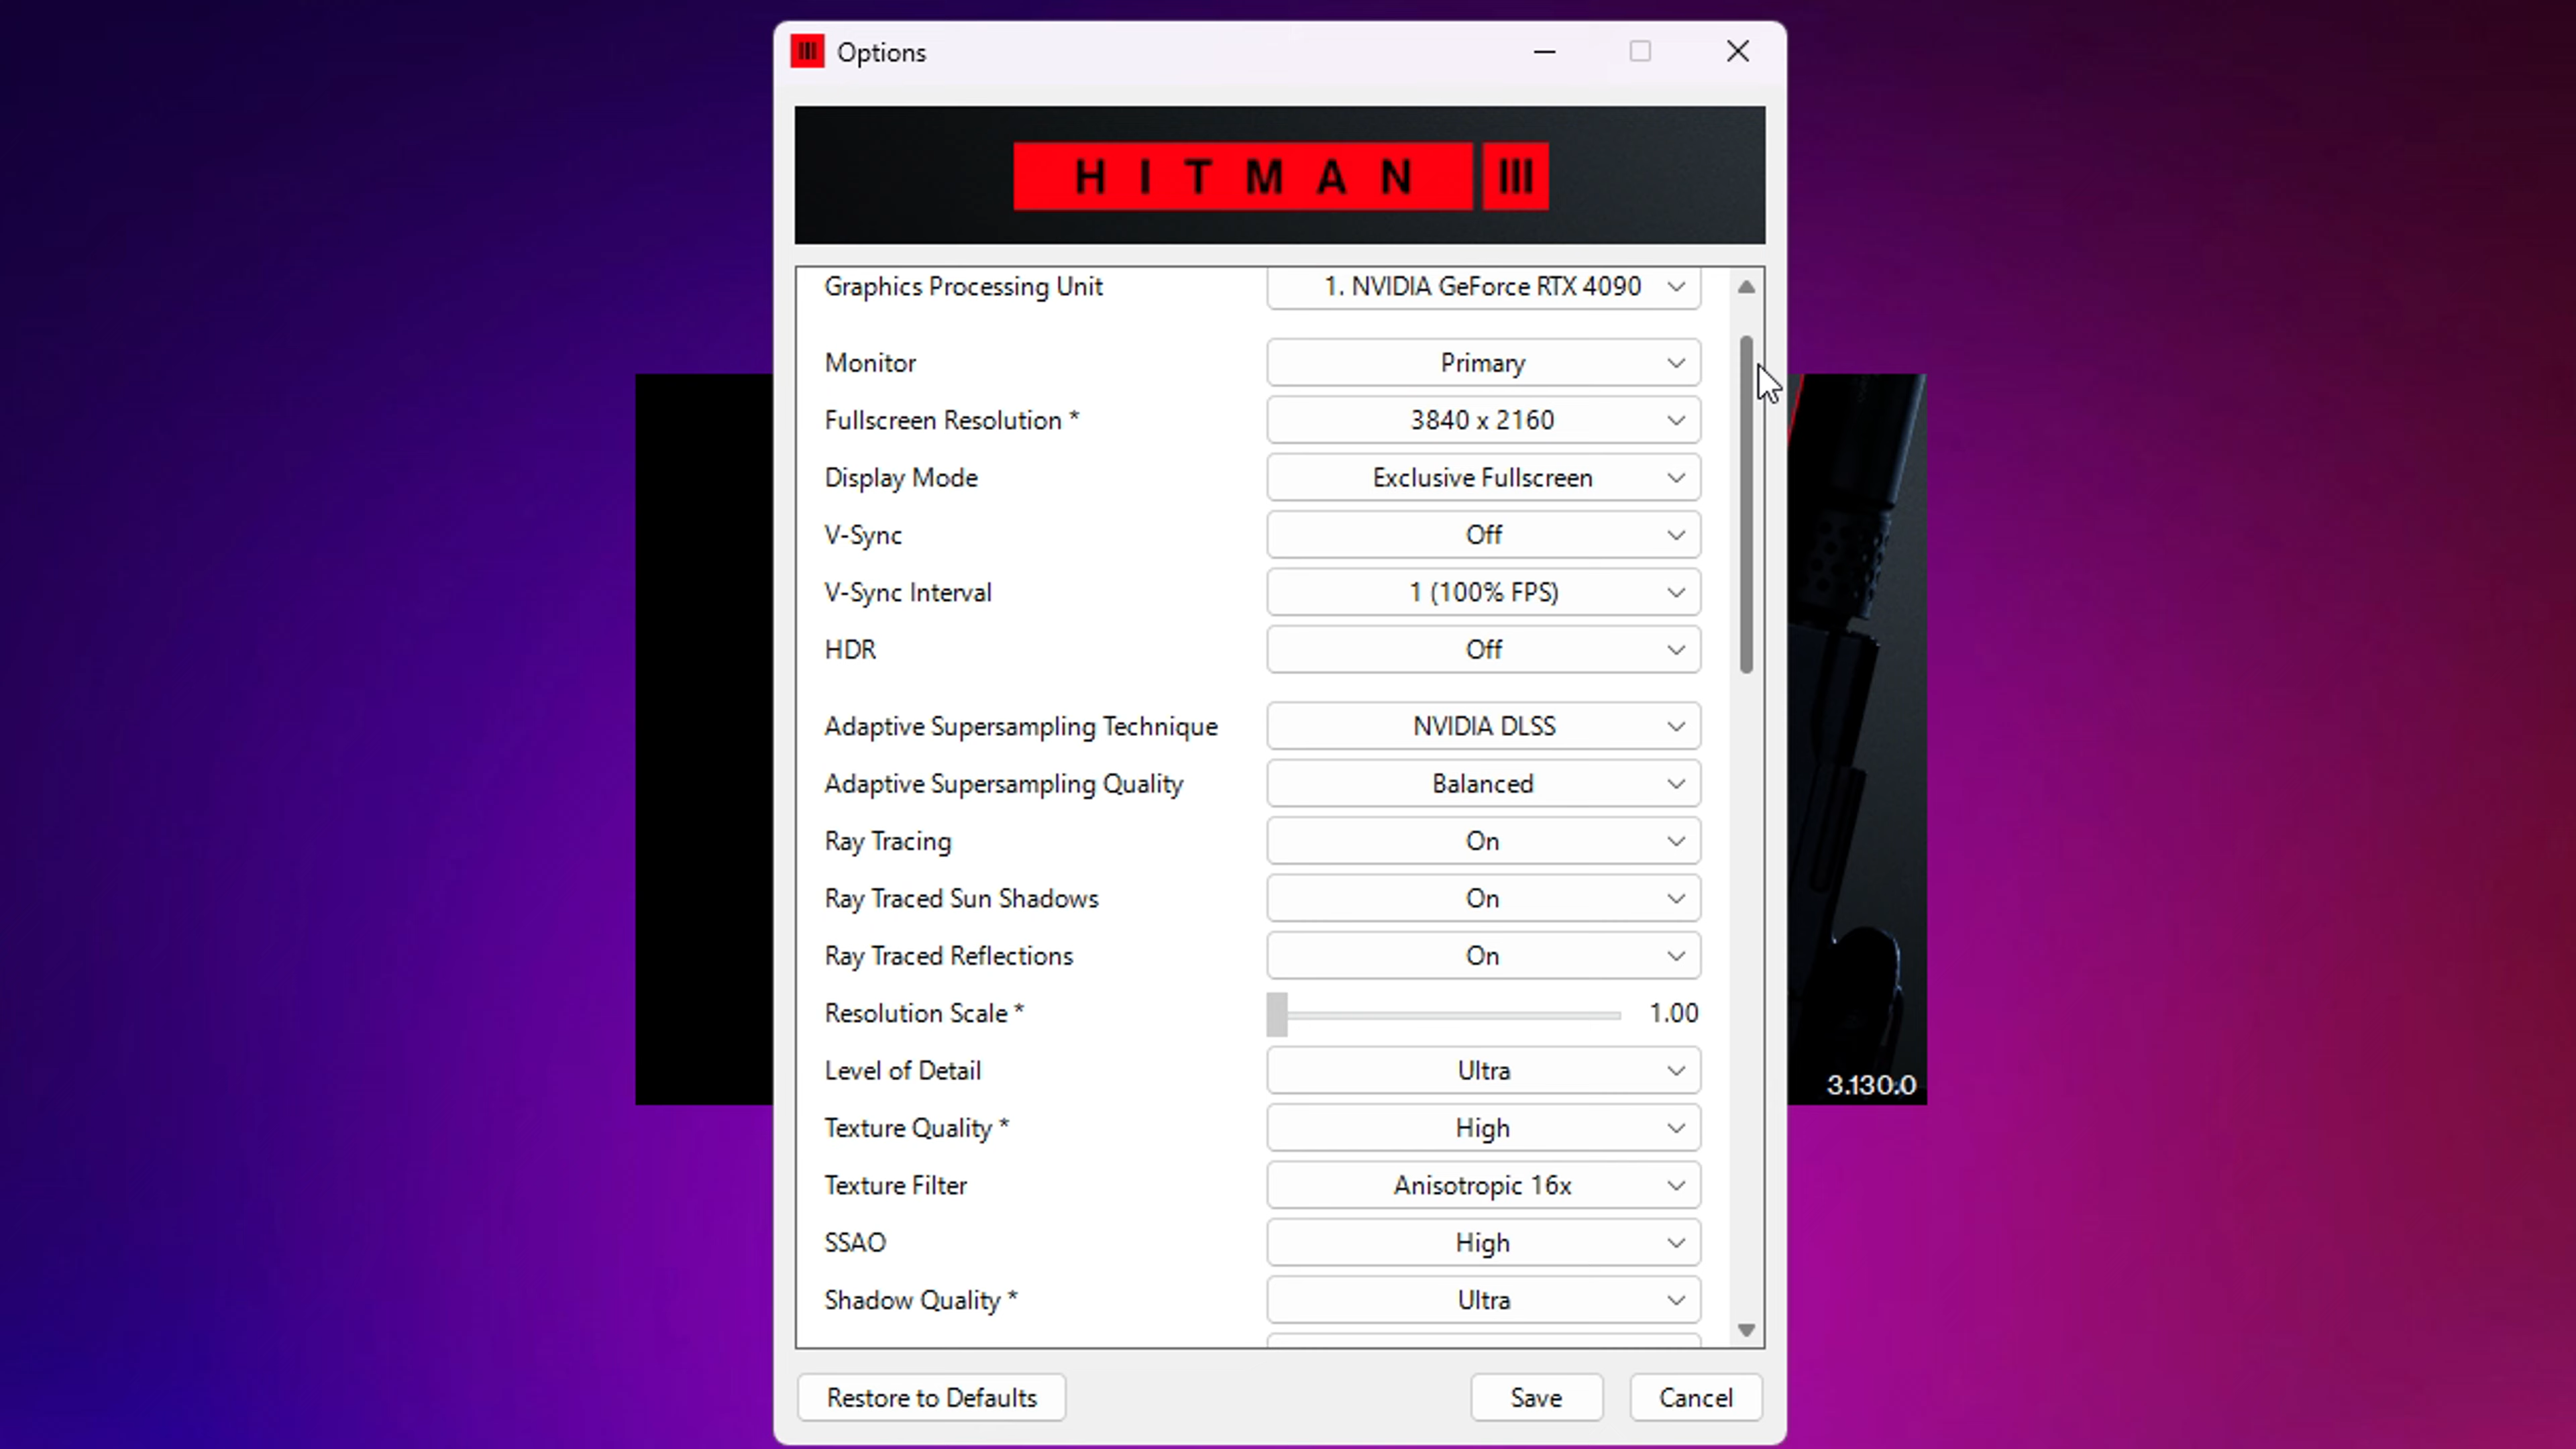 Options
HITMAN III
Graphics Processing Unit 1. NVIDIA GeForce RTX 4090
Monitor Primary
Fullscreen Resolution * 3840 x 2160
Display Mode Exclusive Fullscreen
V-Sync Off
V-Sync Interval 1 (100% FPS)
HDR Off
Adaptive Supersampling Technique NVIDIA DLSS
Adaptive Supersampling Quality Balanced
Ray Tracing On
Ray Traced Sun Shadows On
Ray Traced Reflections On
Resolution Scale * 1.00
Level of Detail Ultra
Texture Quality * High
Texture Filter Anisotropic 16x
SSAO High
Shadow Quality * Ultra
3.130.0
Restore to Defaults Save Cancel